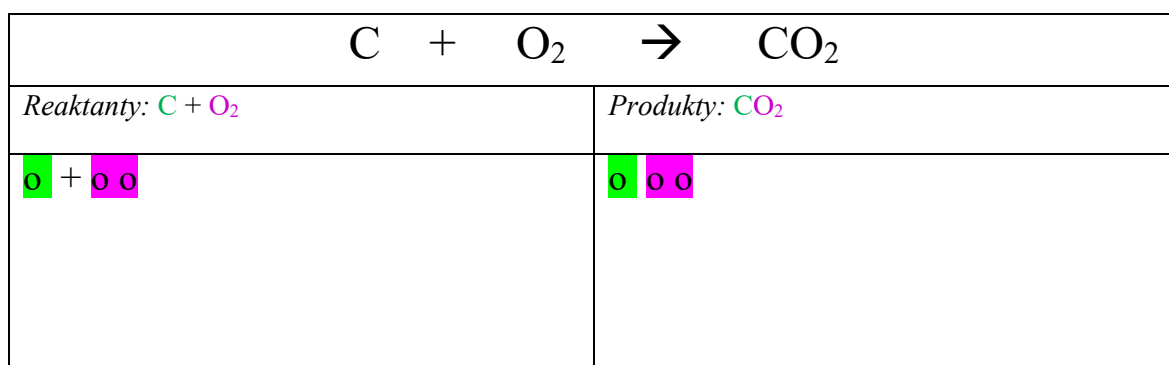 C + O₂ → CO₂
Reaktanty: C + O₂
Produkty: CO₂
o + o o
o o o